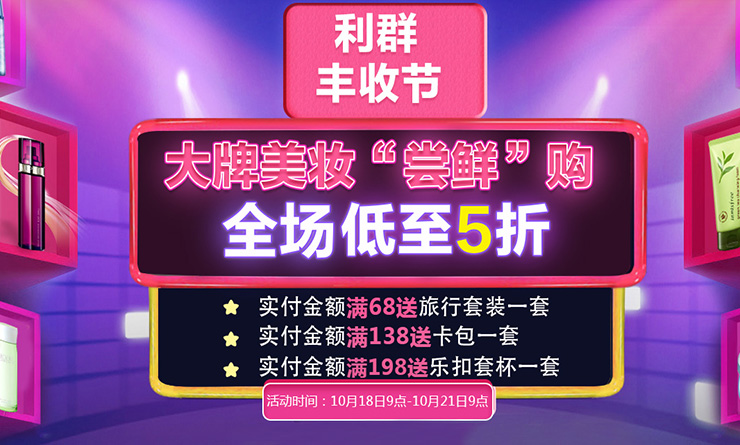 利群
丰收节
大牌美妆“尝鲜”购
全场低至5折
实付金额满68送旅行套装一套
实付金额满138送卡包一套
实付金额满198送乐扣套杯一套
活动时间：10月18日9点-10月21日9点